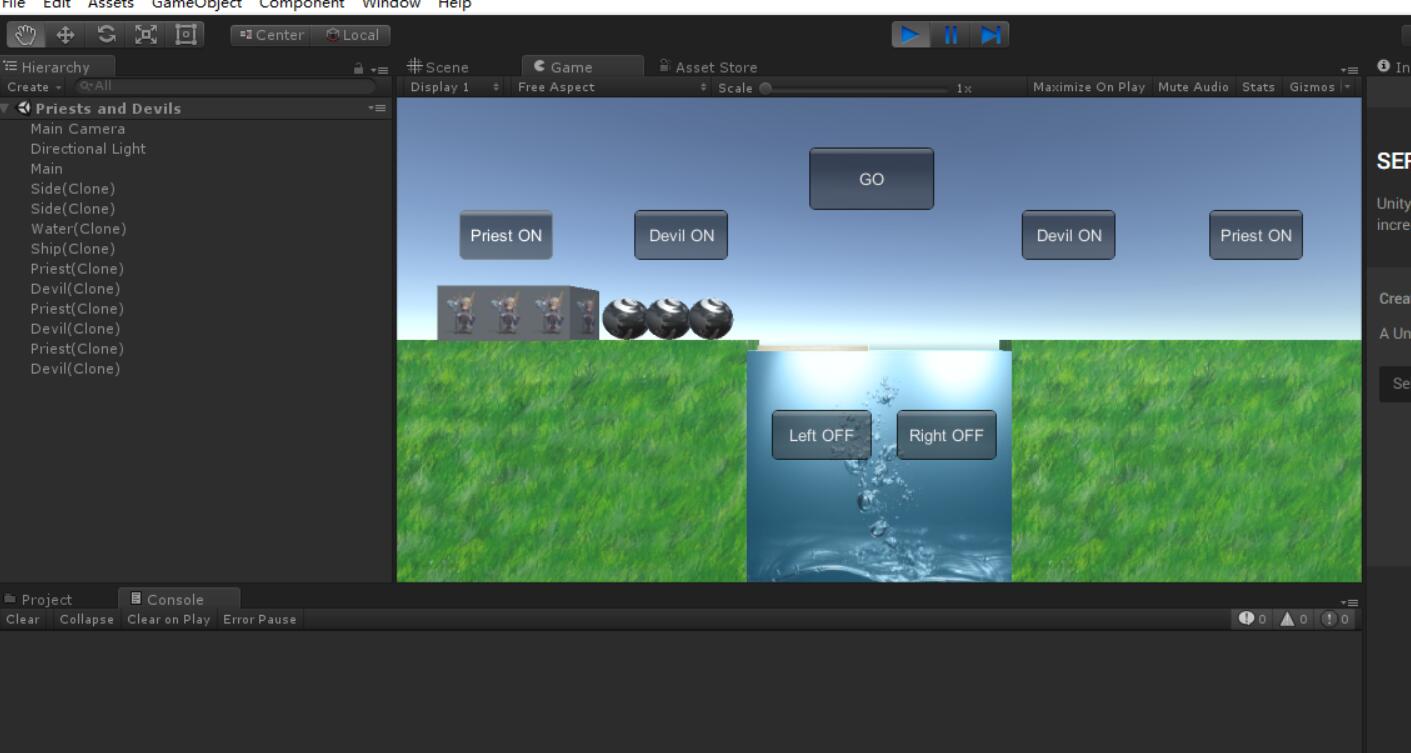 File Edit Assets GameObject Component Window Help
Center Local
Hierarchy
Create All
Priests and Devils
Main Camera
Directional Light
Main
Side(Clone)
Side(Clone)
Water(Clone)
Ship(Clone)
Priest(Clone)
Devil(Clone)
Priest(Clone)
Devil(Clone)
Priest(Clone)
Devil(Clone)
Scene Game Asset Store
Display 1 Free Aspect Scale 1x Maximize On Play Mute Audio Stats Gizmos
GO
Priest ON Devil ON Devil ON Priest ON
Left OFF Right OFF
In
SER
Unity
incre
Crea
A Un
Se
Project Console
Clear Collapse Clear on Play Error Pause 0 0 0